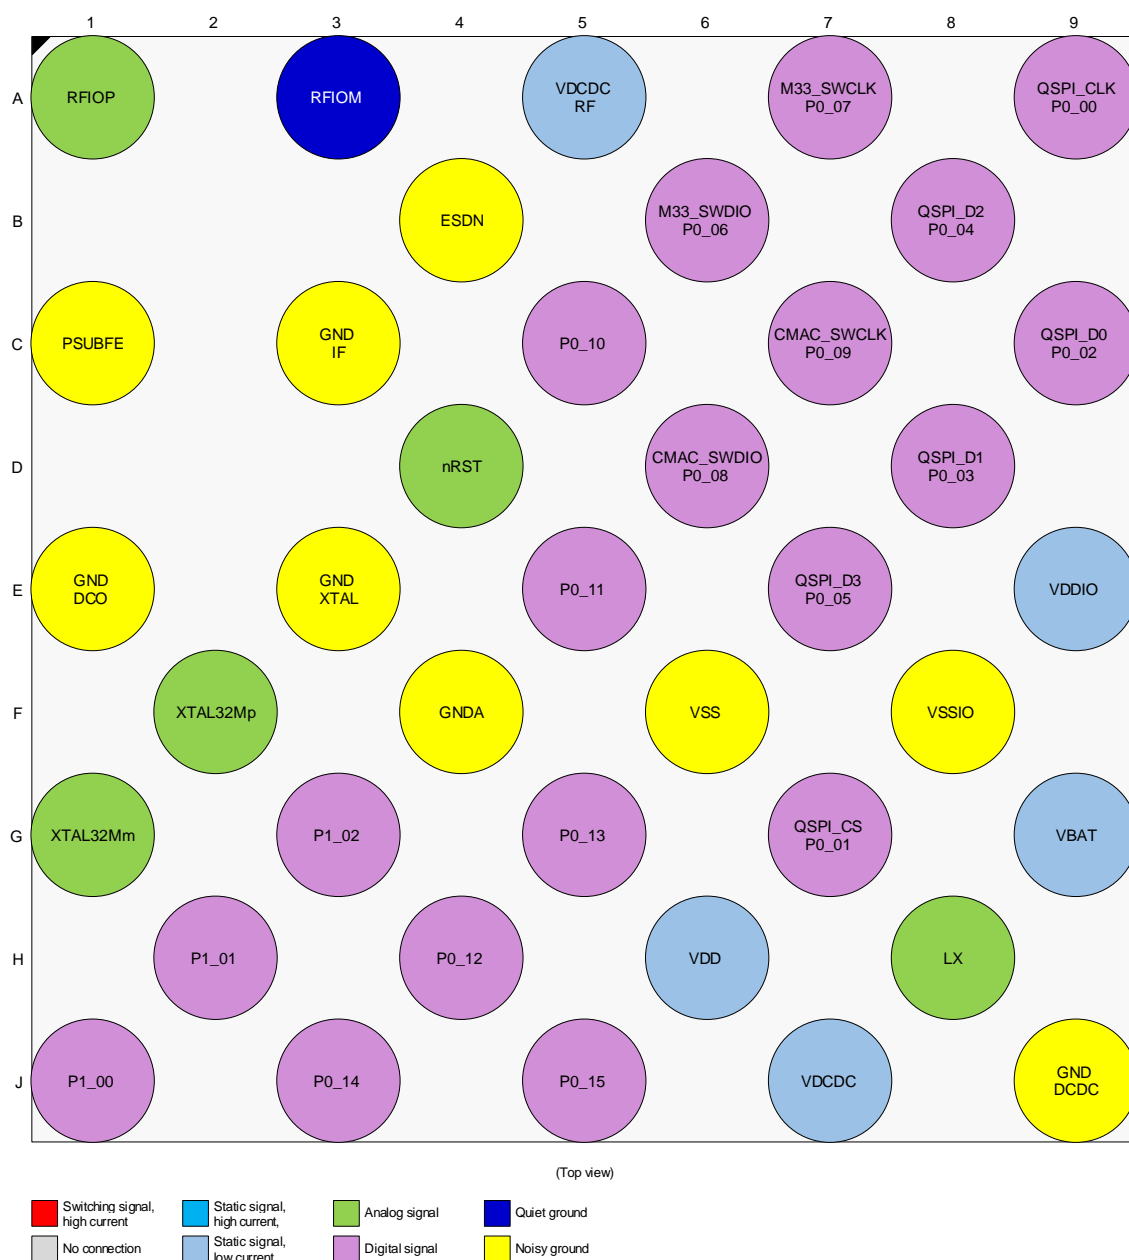 1 2 3 4 5 6 7 8 9
A
RFIOP
RFIOM
VDCDC
RF
M33_SWCLK
P0_07
QSPI_CLK
P0_00
B
ESDN
M33_SWDIO
P0_06
QSPI_D2
P0_04
C
PSUBFE
GND
IF
P0_10
CMAC_SWCLK
P0_09
QSPI_D0
P0_02
D
nRST
CMAC_SWDIO
P0_08
QSPI_D1
P0_03
E
GND
DCO
GND
XTAL
P0_11
QSPI_D3
P0_05
VDDIO
F
XTAL32Mp
GNDA
VSS
VSSIO
G
XTAL32Mm
P1_02
P0_13
QSPI_CS
P0_01
VBAT
H
P1_01
P0_12
VDD
LX
J
P1_00
P0_14
P0_15
VDCDC
GND
DCDC
(Top view)
Switching signal,
high current
Static signal,
high current,
Analog signal
Quiet ground
No connection
Static signal,
low current
Digital signal
Noisy ground